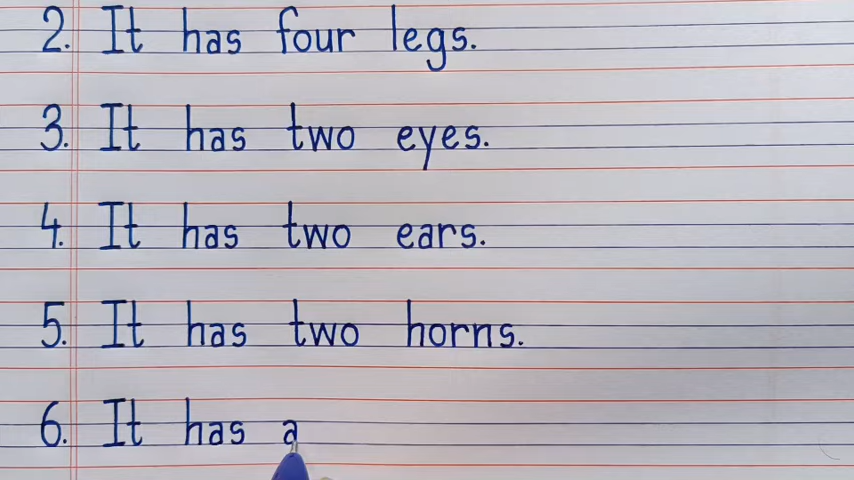 2. It has four legs.
3. It has two eyes.
4. It has two ears.
5. It has two horns.
6. It has a